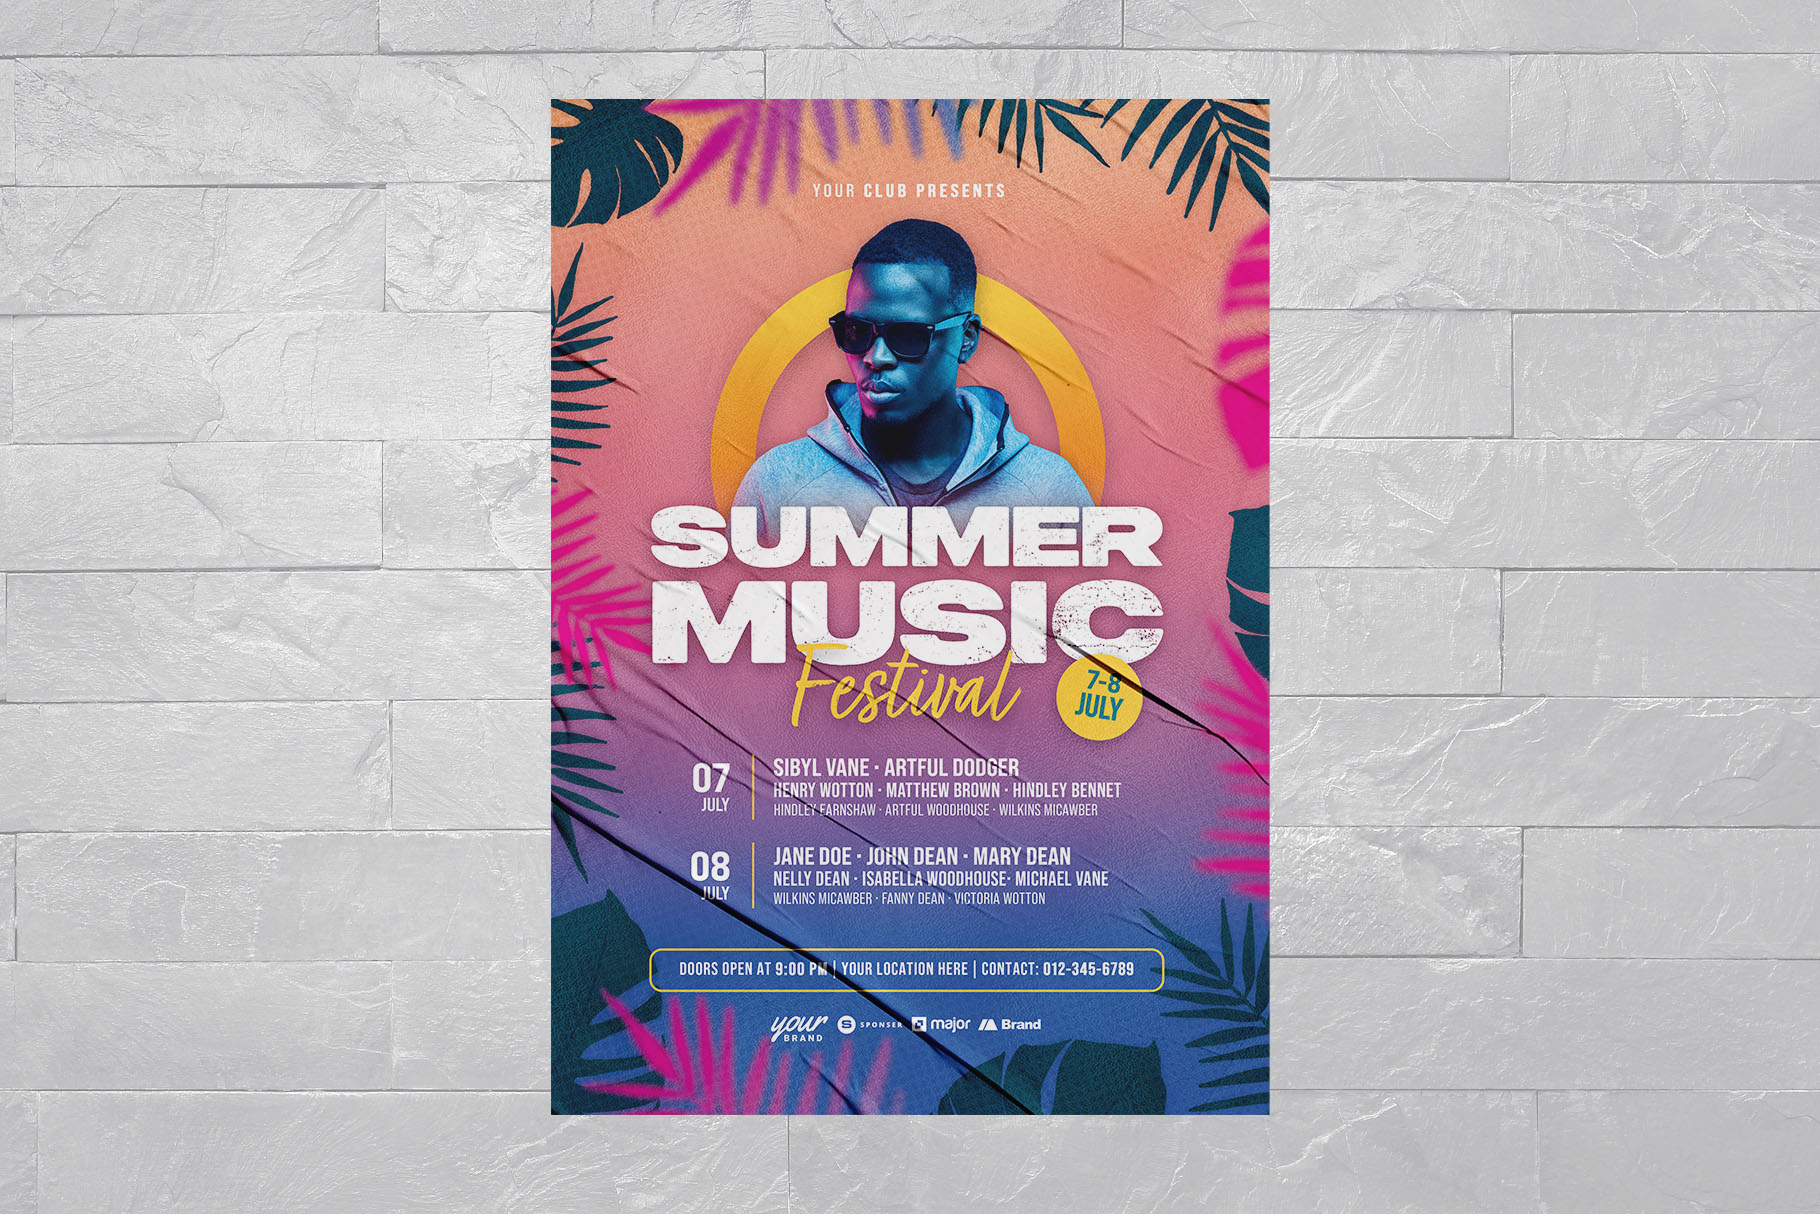 YOUR CLUB PRESENTS
SUMMER
MUSIC
Festival
7-8
JULY
07
JULY
SIBYL VANE · ARTFUL DODGER
HENRY WOTTON · MATTHEW BROWN · HINDLEY BENNET
HINDLEY EARNSHAW · ARTFUL WOODHOUSE · WILKINS MICAWBER
08
JULY
JANE DOE · JOHN DEAN · MARY DEAN
NELLY DEAN · ISABELLA WOODHOUSE· MICHAEL VANE
WILKINS MICAWBER · FANNY DEAN · VICTORIA WOTTON
DOORS OPEN AT 9:00 PM | YOUR LOCATION HERE | CONTACT: 012-345-6789
your BRAND S SPONSER major Brand